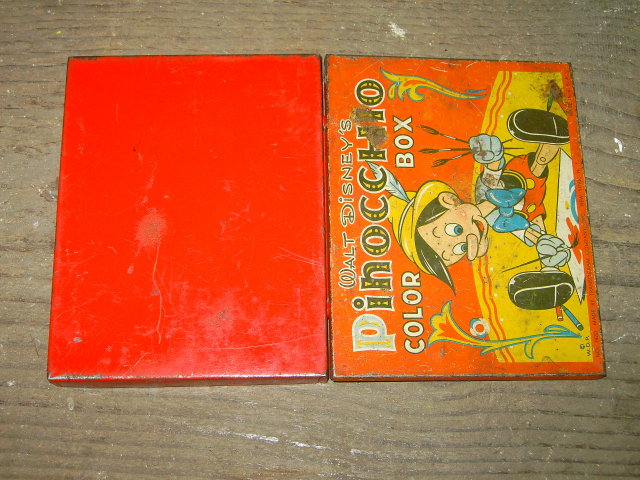 WALT DISNEY'S
Pinocchio
COLOR BOX
© W.D.P.